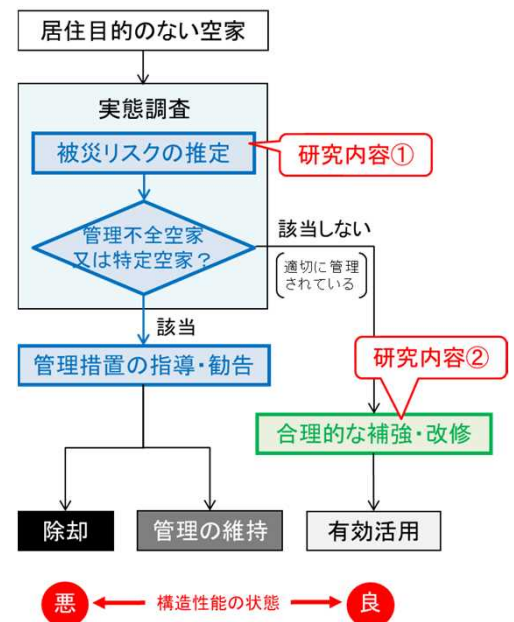 居住目的のない空家
実態調査
被災リスクの推定
研究内容①
管理不全空家
又は特定空家？
該当しない
適切に管理
されている
該当
管理措置の指導・勧告
研究内容②
合理的な補強・改修
除却
管理の維持
有効活用
悪
構造性能の状態
良